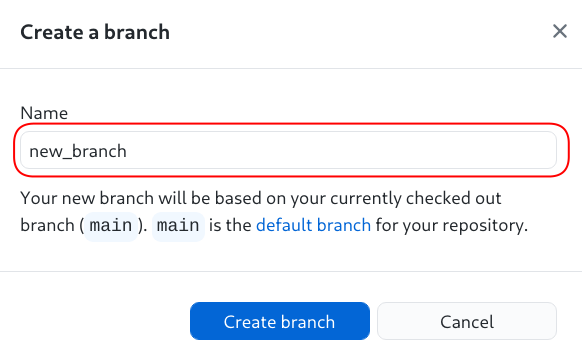 Create a branch
Name
new_branch
Your new branch will be based on your currently checked out
branch (main). main is the default branch for your repository.
Create branch
Cancel